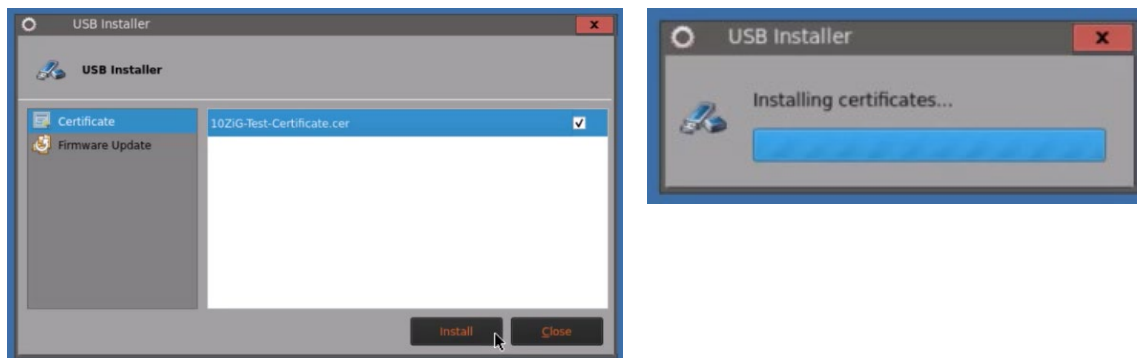 USB Installer
x
USB Installer
Certificate
Firmware Update
10ZiG-Test-Certificate.cer
Install
Close
USB Installer
x
Installing certificates...